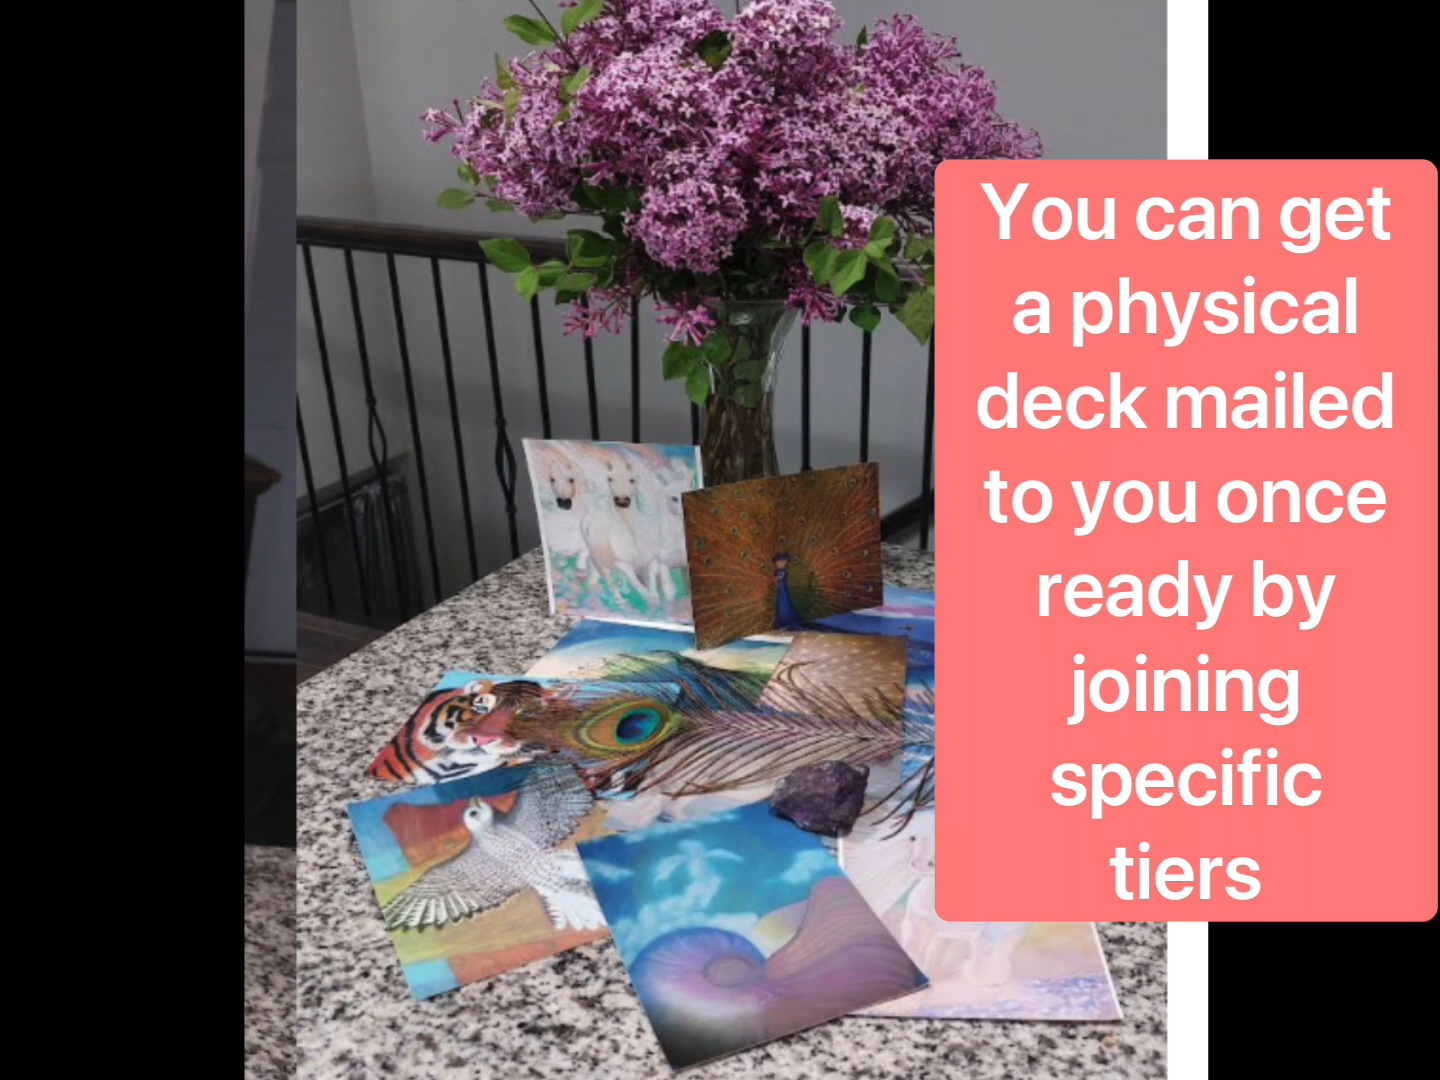 You can get
a physical
deck mailed
to you once
ready by
joining
specific
tiers